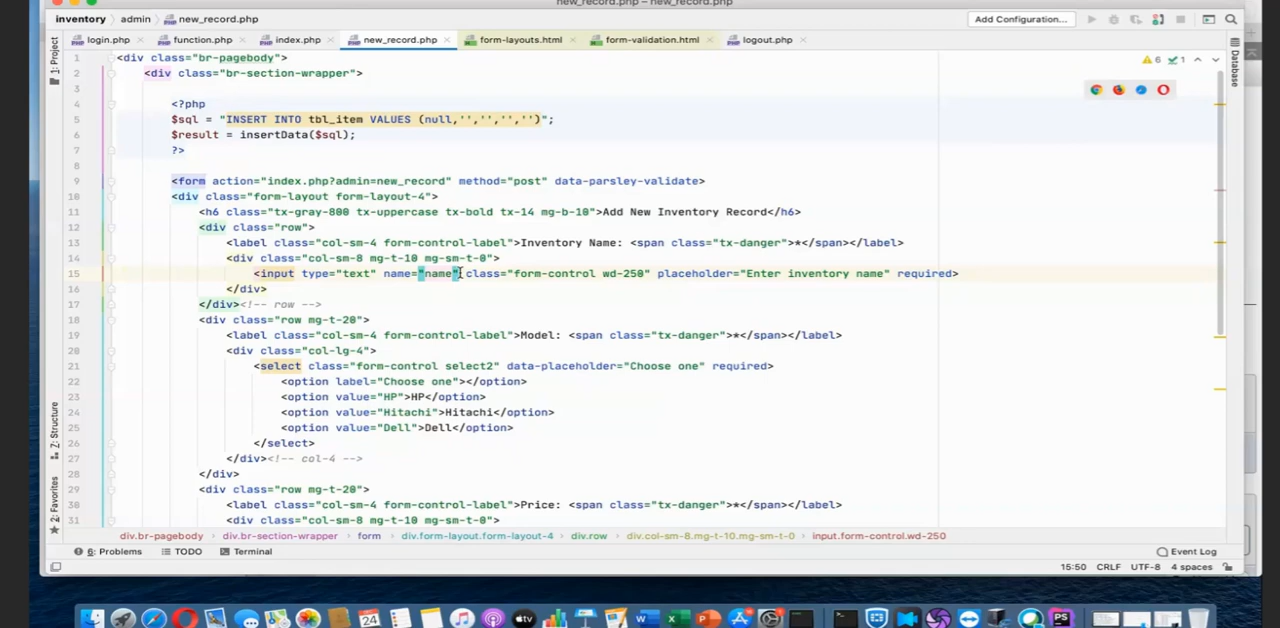 new_record.php – new_record.php
inventory admin new_record.php Add Configuration...
login.php function.php index.php new_record.php form-layouts.html form-validation.html logout.php
1: Project
Database
6 1
1 <div class="br-pagebody">
2 <div class="br-section-wrapper">
3
4 <?php
5 $sql = "INSERT INTO tbl_item VALUES (null,'','','','')";
6 $result = insertData($sql);
7 ?>
8
9 <form action="index.php?admin=new_record" method="post" data-parsley-validate>
10 <div class="form-layout form-layout-4">
11 <h6 class="tx-gray-800 tx-uppercase tx-bold tx-14 mg-b-10">Add New Inventory Record</h6>
12 <div class="row">
13 <label class="col-sm-4 form-control-label">Inventory Name: <span class="tx-danger">*</span></label>
14 <div class="col-sm-8 mg-t-10 mg-sm-t-0">
15 <input type="text" name="name" class="form-control wd-250" placeholder="Enter inventory name" required>
16 </div>
17 </div><!-- row -->
18 <div class="row mg-t-20">
19 <label class="col-sm-4 form-control-label">Model: <span class="tx-danger">*</span></label>
20 <div class="col-lg-4">
21 <select class="form-control select2" data-placeholder="Choose one" required>
22 <option label="Choose one"></option>
23 <option value="HP">HP</option>
24 <option value="Hitachi">Hitachi</option>
25 <option value="Dell">Dell</option>
26 </select>
27 </div><!-- col-4 -->
28 </div>
29 <div class="row mg-t-20">
30 <label class="col-sm-4 form-control-label">Price: <span class="tx-danger">*</span></label>
31 <div class="col-sm-8 mg-t-10 mg-sm-t-0">
Z: Structure
2: Favorites
div.br-pagebody div.br-section-wrapper form div.form-layout.form-layout-4 div.row div.col-sm-8.mg-t-10.mg-sm-t-0 input.form-control.wd-250
6: Problems TODO Terminal Event Log
15:50 CRLF UTF-8 4 spaces
24 tv W X P PS